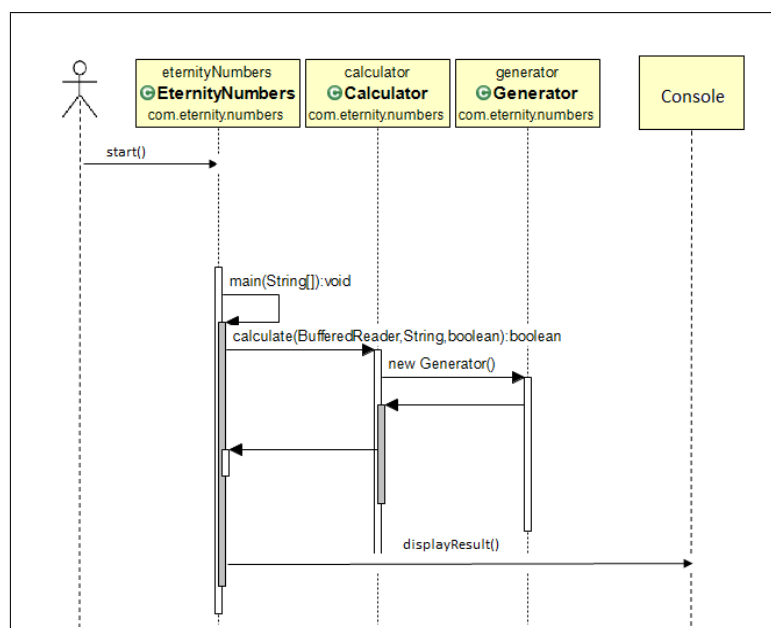 eternityNumbers
C EternityNumbers
com.eternity.numbers
calculator
C Calculator
com.eternity.numbers
generator
C Generator
com.eternity.numbers
Console
start()
main(String[]):void
calculate(BufferedReader,String,boolean):boolean
new Generator()
displayResult()